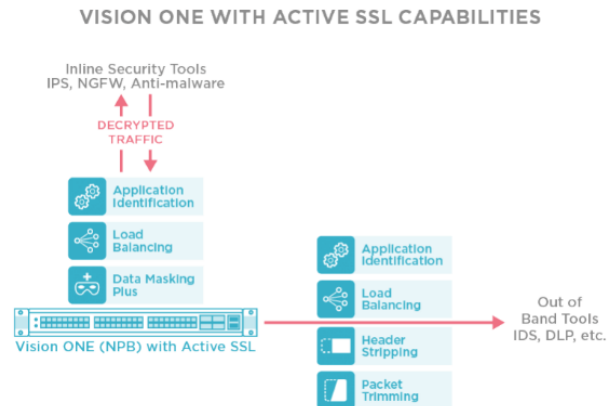 VISION ONE WITH ACTIVE SSL CAPABILITIES
Inline Security Tools
IPS, NGFW, Anti-malware
DECRYPTED
TRAFFIC
Application
Identification
Load
Balancing
Data Masking
Plus
Vision ONE (NPB) with Active SSL
Application
Identification
Load
Balancing
Header
Stripping
Packet
Trimming
Out of
Band Tools
IDS, DLP, etc.